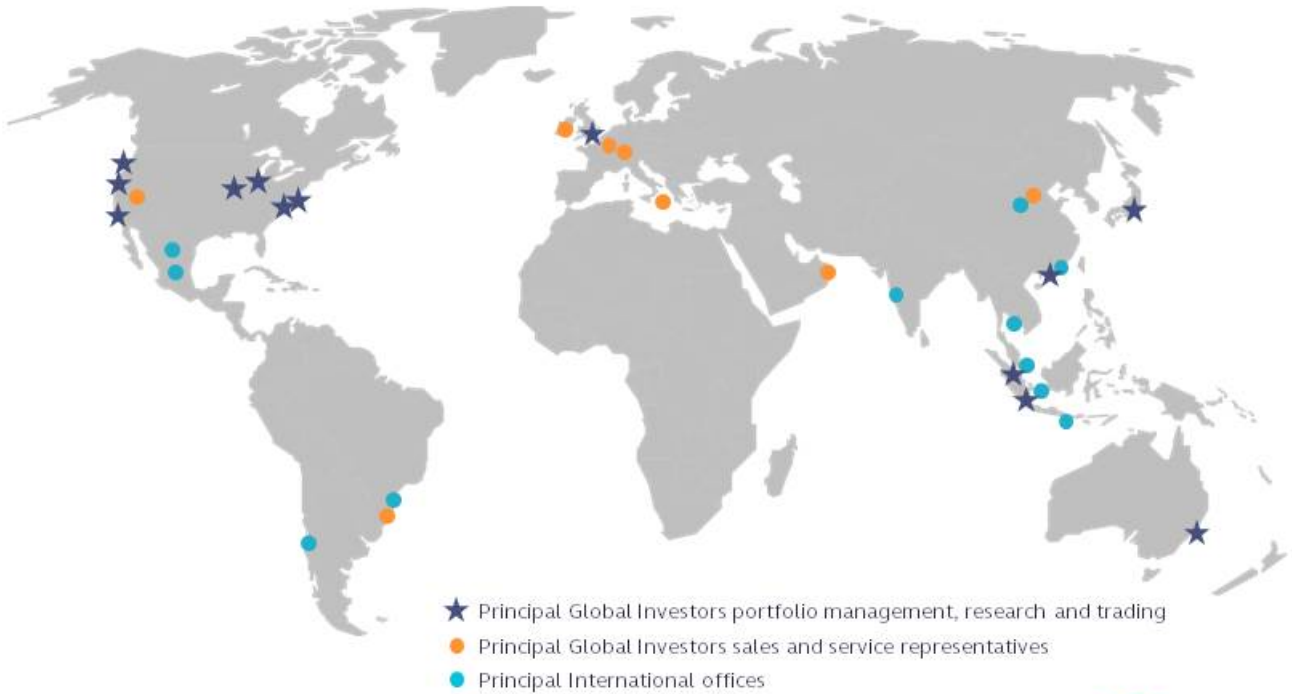 Principal Global Investors portfolio management, research and trading
Principal Global Investors sales and service representatives
Principal International offices